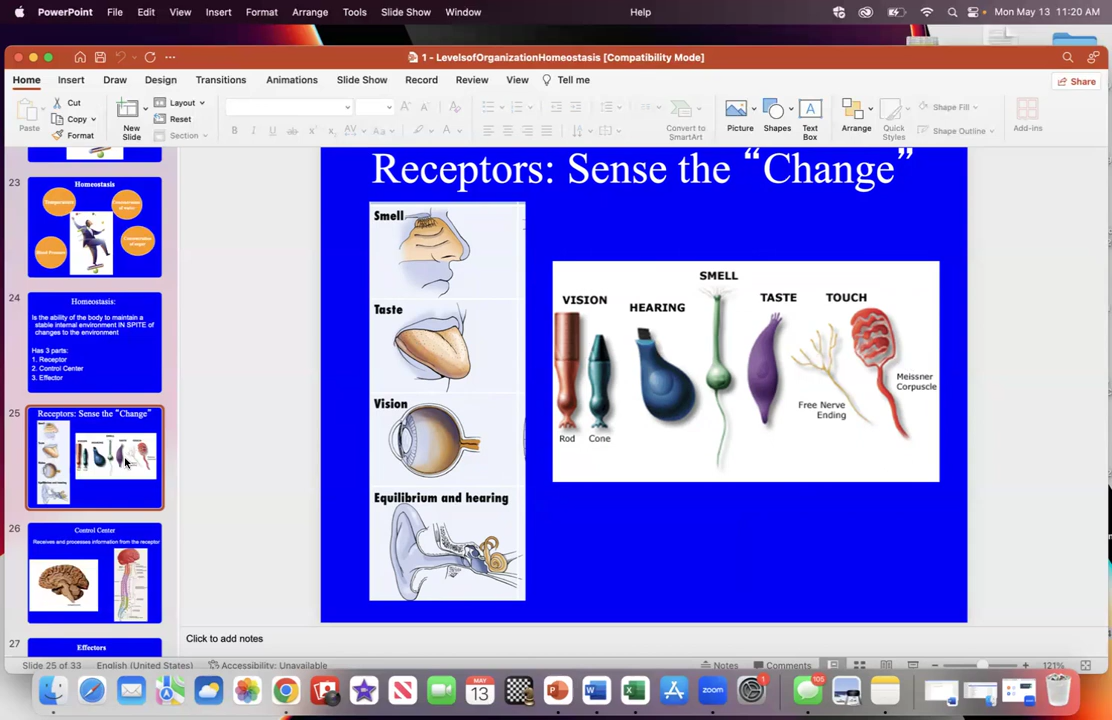 PowerPoint File Edit View Insert Format Arrange Tools Slide Show Window Help Mon May 13 11:20 AM
1 - LevelsofOrganizationHomeostasis [Compatibility Mode]
Home Insert Draw Design Transitions Animations Slide Show Record Review View Tell me Share
Paste
Cut
Copy
Format
New Slide
Layout
Reset
Section
Convert to SmartArt
Picture
Shapes
Text Box
Arrange
Quick Styles
Shape Fill
Shape Outline
Add-ins
23
Homeostasis
Temperature
Blood Pressure
24
Homeostasis:
Is the ability of the body to maintain a
stable internal environment IN SPITE of
changes to the environment
Has 3 parts:
1. Receptor
2. Control Center
3. Effector
25
Receptors: Sense the “Change”
26
Control Center
Receives and processes information from the receptor
27
Effectors
Receptors: Sense the “Change”
Smell
Taste
Vision
Equilibrium and hearing
VISION
HEARING
SMELL
TASTE
TOUCH
Rod
Cone
Free Nerve
Ending
Meissner
Corpuscle
Click to add notes
Slide 25 of 33 English (United States) Accessibility: Unavailable Notes Comments 121%
MAY
13
zoom
105
1